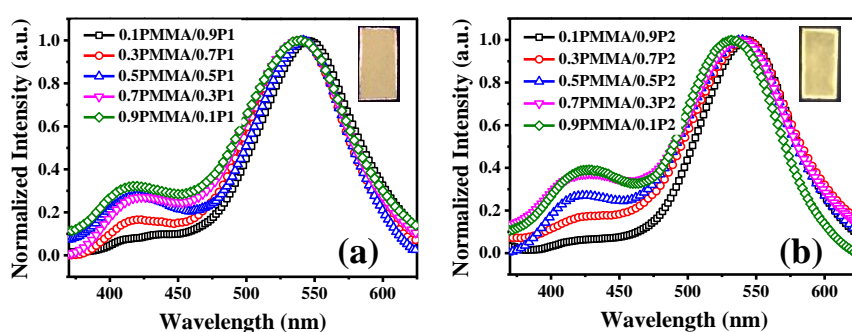 Normalized Intensity (a.u.)
1.0
0.8
0.6
0.4
0.2
0.0
0.1PMMA/0.9P1
0.3PMMA/0.7P1
0.5PMMA/0.5P1
0.7PMMA/0.3P1
0.9PMMA/0.1P1
(a)
400 450 500 550 600
Wavelength (nm)
Normalized Intensity (a.u.)
1.0
0.8
0.6
0.4
0.2
0.0
0.1PMMA/0.9P2
0.3PMMA/0.7P2
0.5PMMA/0.5P2
0.7PMMA/0.3P2
0.9PMMA/0.1P2
(b)
400 450 500 550 600
Wavelength (nm)